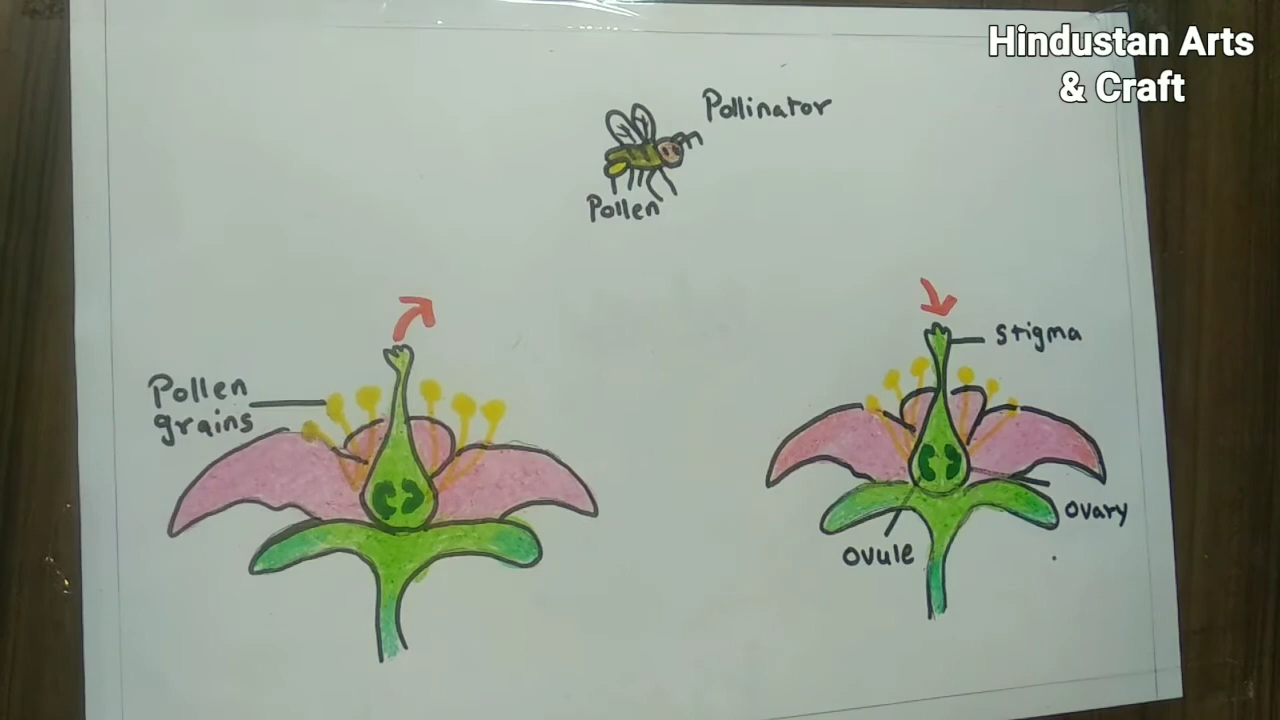 Hindustan Arts
& Craft
Pollinator
Pollen
Pollen
grains
Stigma
Ovary
Ovule